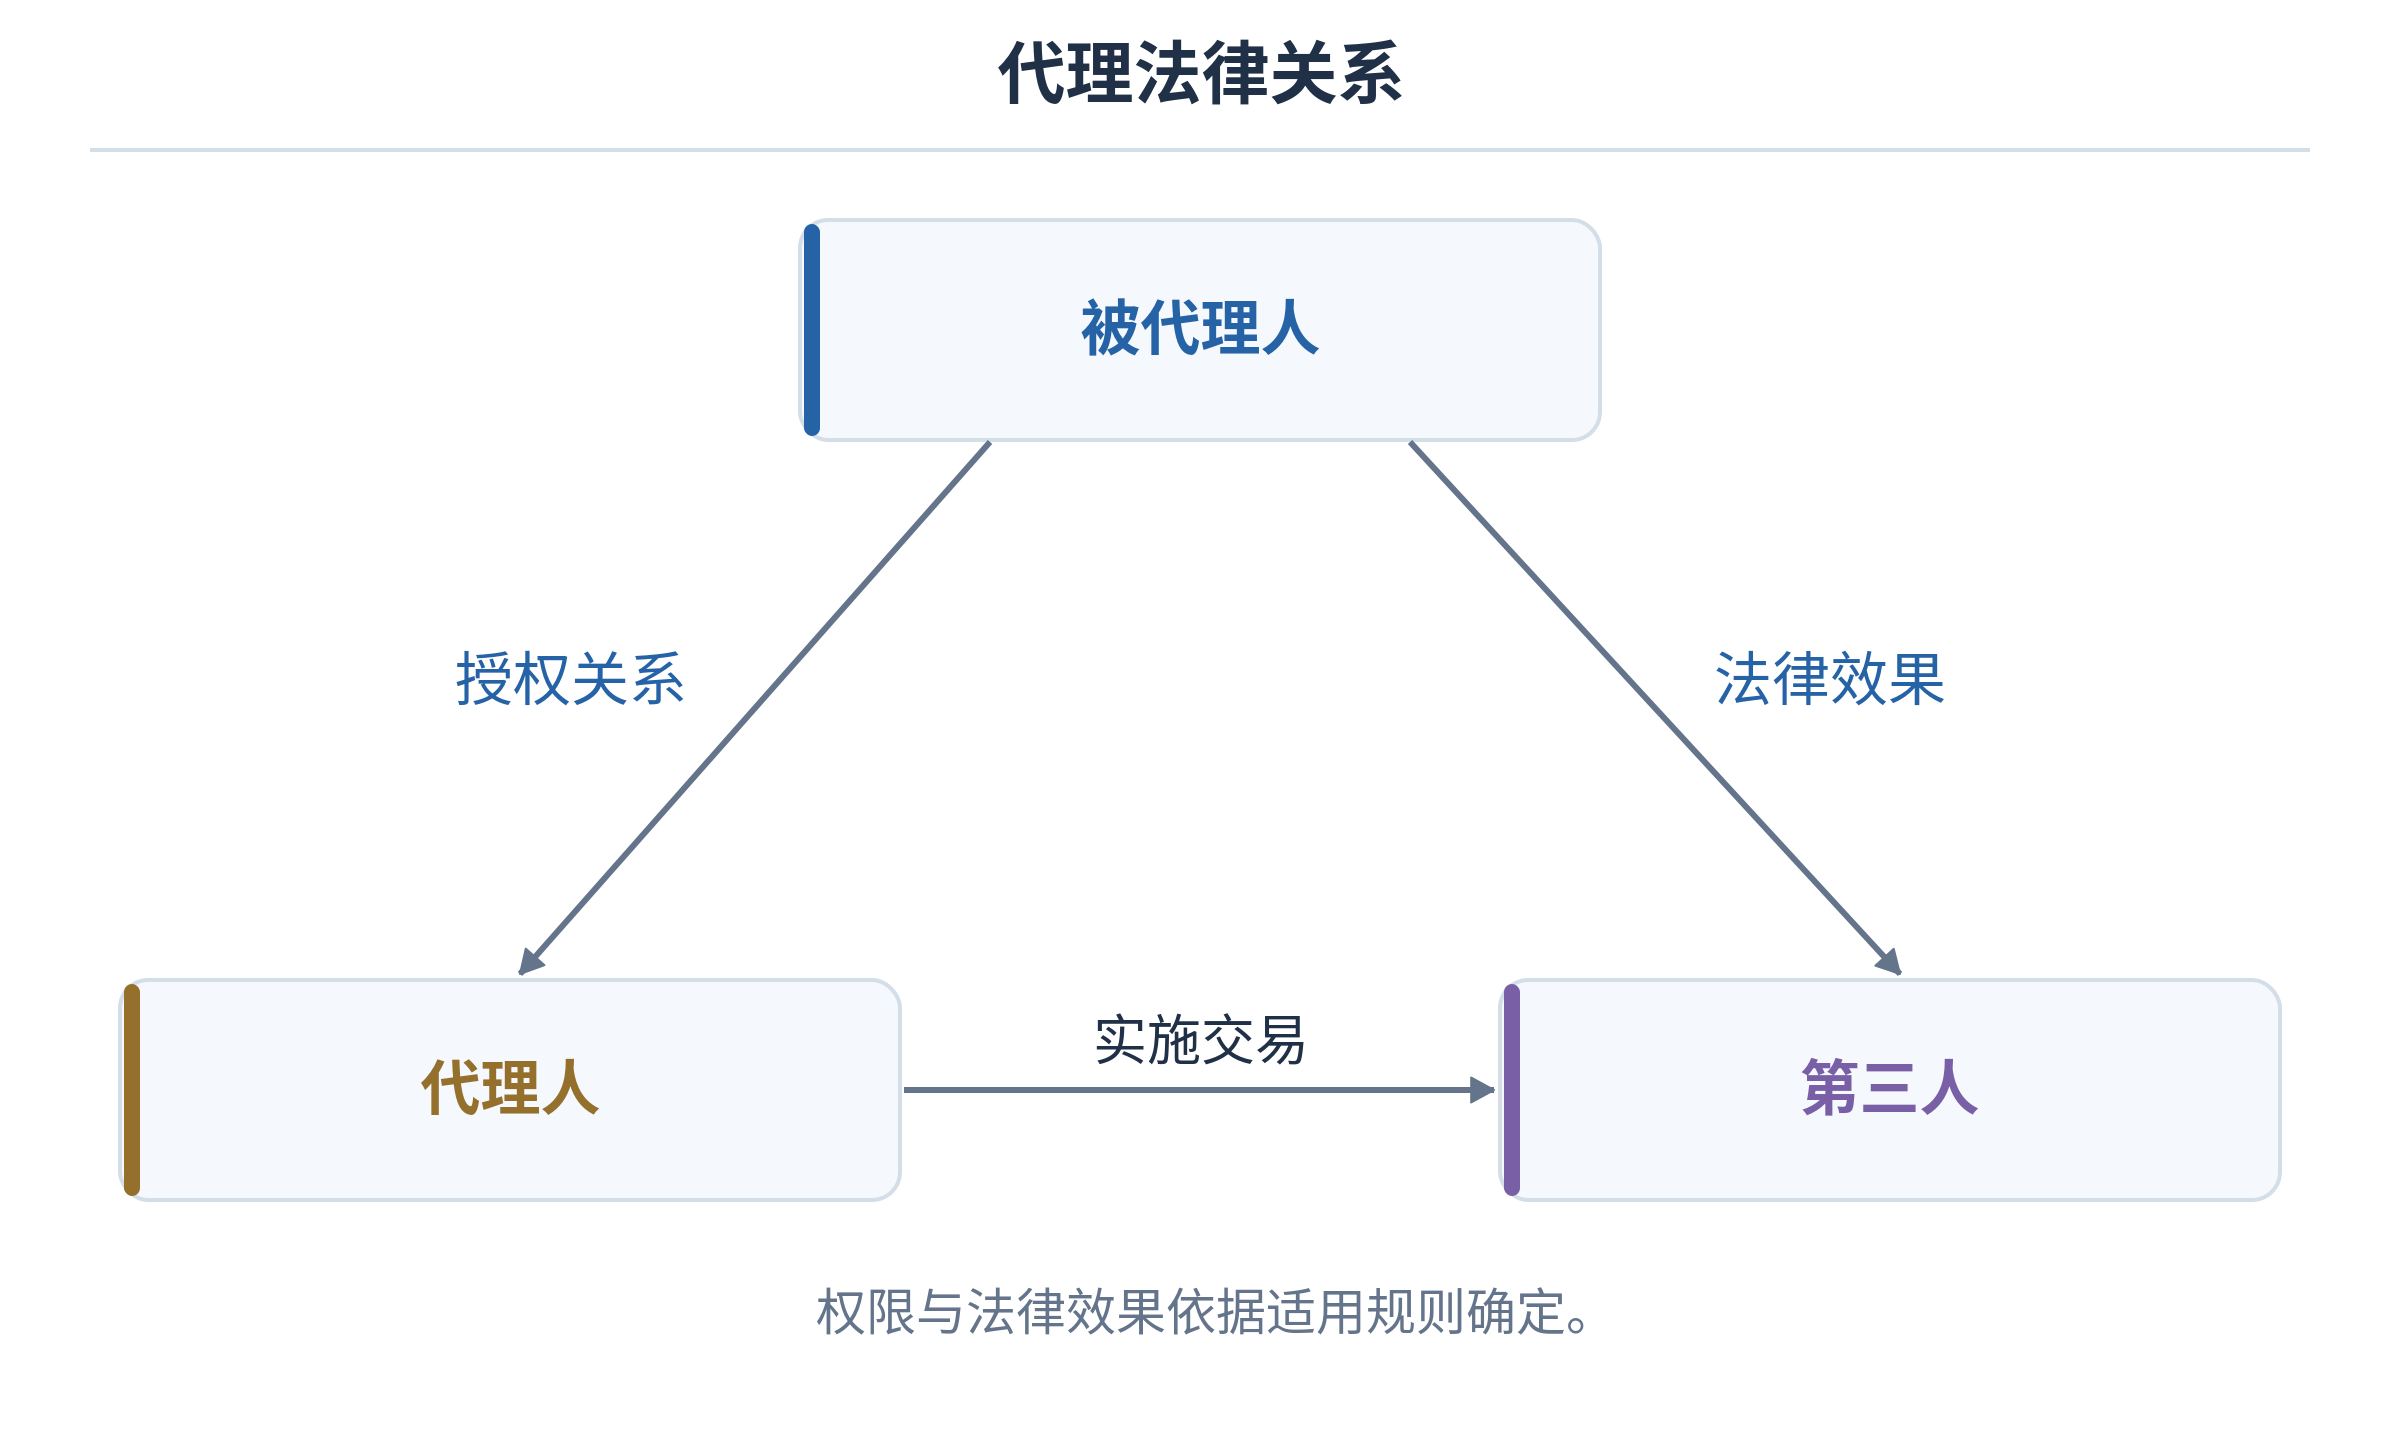 代理法律关系
被代理人
授权关系
法律效果
实施交易
代理人
第三人
权限与法律效果依据适用规则确定。